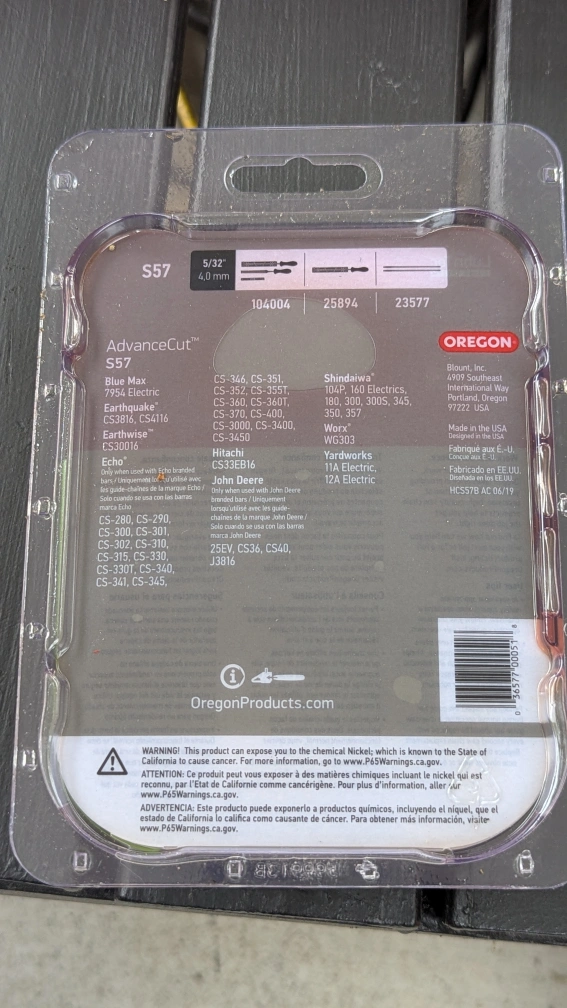 S57
5/32"
4,0 mm
104004
25894
23577
AdvanceCut™
S57
Blue Max®
7954 Electric
Earthquake®
CS3816, CS4116
Earthwise™
CS30016
Echo®
Only when used with Echo branded
bars / Uniquement lorsqu'utilisé avec
les guide-chaînes de la marque Echo /
Solo cuando se usa con las barras
marca Echo
CS-280, CS-290,
CS-300, CS-301,
CS-302, CS-310,
CS-315, CS-330,
CS-330T, CS-340,
CS-341, CS-345,
CS-346, CS-351,
CS-352, CS-355T,
CS-360, CS-360T,
CS-370, CS-400,
CS-3000, CS-3400,
CS-3450
Hitachi
CS33EB16
John Deere
Only when used with John Deere
branded bars / Uniquement
lorsqu'utilisé avec les guide-
chaînes de la marque John Deere /
Solo cuando se usa con las barras
marca John Deere
25EV, CS36, CS40,
J3816
Shindaiwa®
104P, 160 Electrics,
180, 300, 300S, 345,
350, 357
Worx®
WG303
Yardworks
11A Electric,
12A Electric
OREGON®
Blount, Inc.
4909 Southeast
International Way
Portland, Oregon
97222 USA
Made in the USA
Designed in the USA
Fabriqué aux É.-U.
Conçue aux É.-U.
Fabricado en EE.UU.
Diseñada en los EE.UU.
HCS57B AC 06/19
0 36577 00051 8
OregonProducts.com
WARNING! This product can expose you to the chemical Nickel; which is known to the State of
California to cause cancer. For more information, go to www.P65Warnings.ca.gov.
ATTENTION: Ce produit peut vous exposer à des matières chimiques incluant le nickel qui est
reconnu, par l'Etat de Californie comme cancérigène. Pour plus d'information, aller sur
www.P65Warnings.ca.gov.
ADVERTENCIA: Este producto puede exponerlo a productos químicos, incluyendo el níquel, que el
estado de California lo califica como causante de cáncer. Para obtener más información, visite
www.P65Warnings.ca.gov.